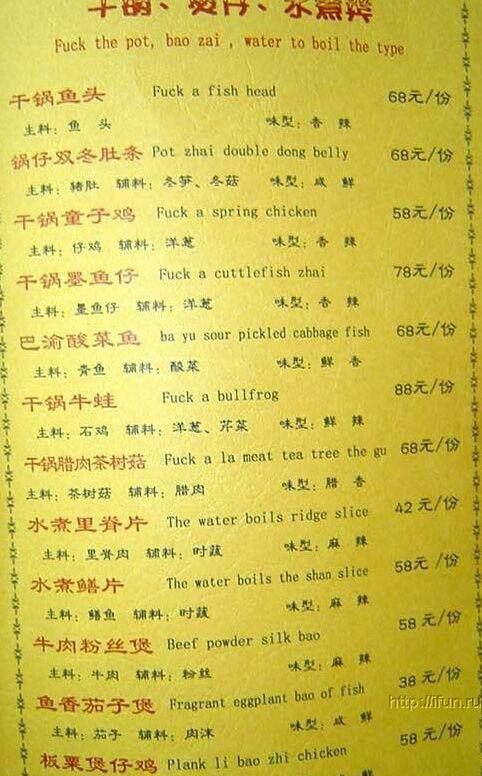 干锅、煲仔、水煮类
Fuck the pot, bao zai , water to boil the type
干锅鱼头 Fuck a fish head 68元/份
主料：鱼 头 味型：香 辣
锅仔双冬肚条 Pot zhai double dong belly 68元/份
主料：猪肚 辅料：冬笋、冬菇 味型：咸 鲜
干锅童子鸡 Fuck a spring chicken 58元/份
主料：仔鸡 辅料：洋葱 味型：香 辣
干锅墨鱼仔 Fuck a cuttlefish zhai 78元/份
主料：墨鱼仔 辅料：洋葱 味型：香 辣
巴渝酸菜鱼 ba yu sour pickled cabbage fish 68元/份
主料：青鱼 辅料：酸菜 味型：鲜 香
干锅牛蛙 Fuck a bullfrog 88元/份
主料：石鸡 辅料：洋葱、芹菜 味型：鲜 辣
干锅腊肉茶树菇 Fuck a la meat tea tree the gu 68元/份
主料：茶树菇 辅料：腊肉 味型：腊 香
水煮里脊片 The water boils ridge slice 42元/份
主料：里脊肉 辅料：时蔬 味型：麻 辣
水煮鳝片 The water boils the shan slice 58元/份
主料：鳝鱼 辅料：时蔬 味型：麻 辣
牛肉粉丝煲 Beef powder silk bao 58元/份
主料：牛肉 辅料：粉丝 味型：麻 辣
鱼香茄子煲 Fragrant eggplant bao of fish 38元/份
http://ifun.ru
主料：茄子 辅料：肉沫 味型：咸 鲜
板栗煲仔鸡 Plank li bao zhi chicken 58元/份